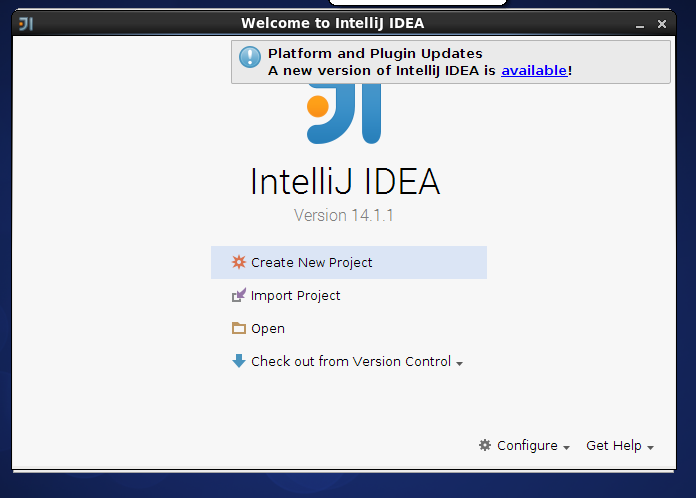 Welcome to IntelliJ IDEA
Platform and Plugin Updates
A new version of IntelliJ IDEA is available!
IntelliJ IDEA
Version 14.1.1
Create New Project
Import Project
Open
Check out from Version Control
Configure Get Help